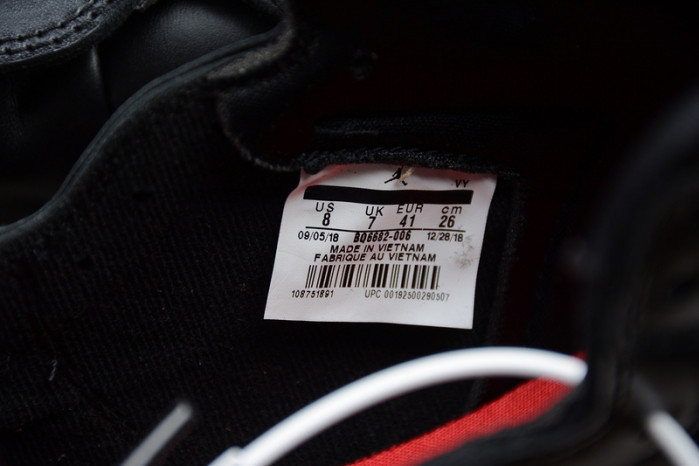 VY
US UK EUR cm
8 7 41 26
09/05/18 BQ6682-006 12/28/18
MADE IN VIETNAM
FABRIQUE AU VIETNAM
108751891 UPC 00192500290507